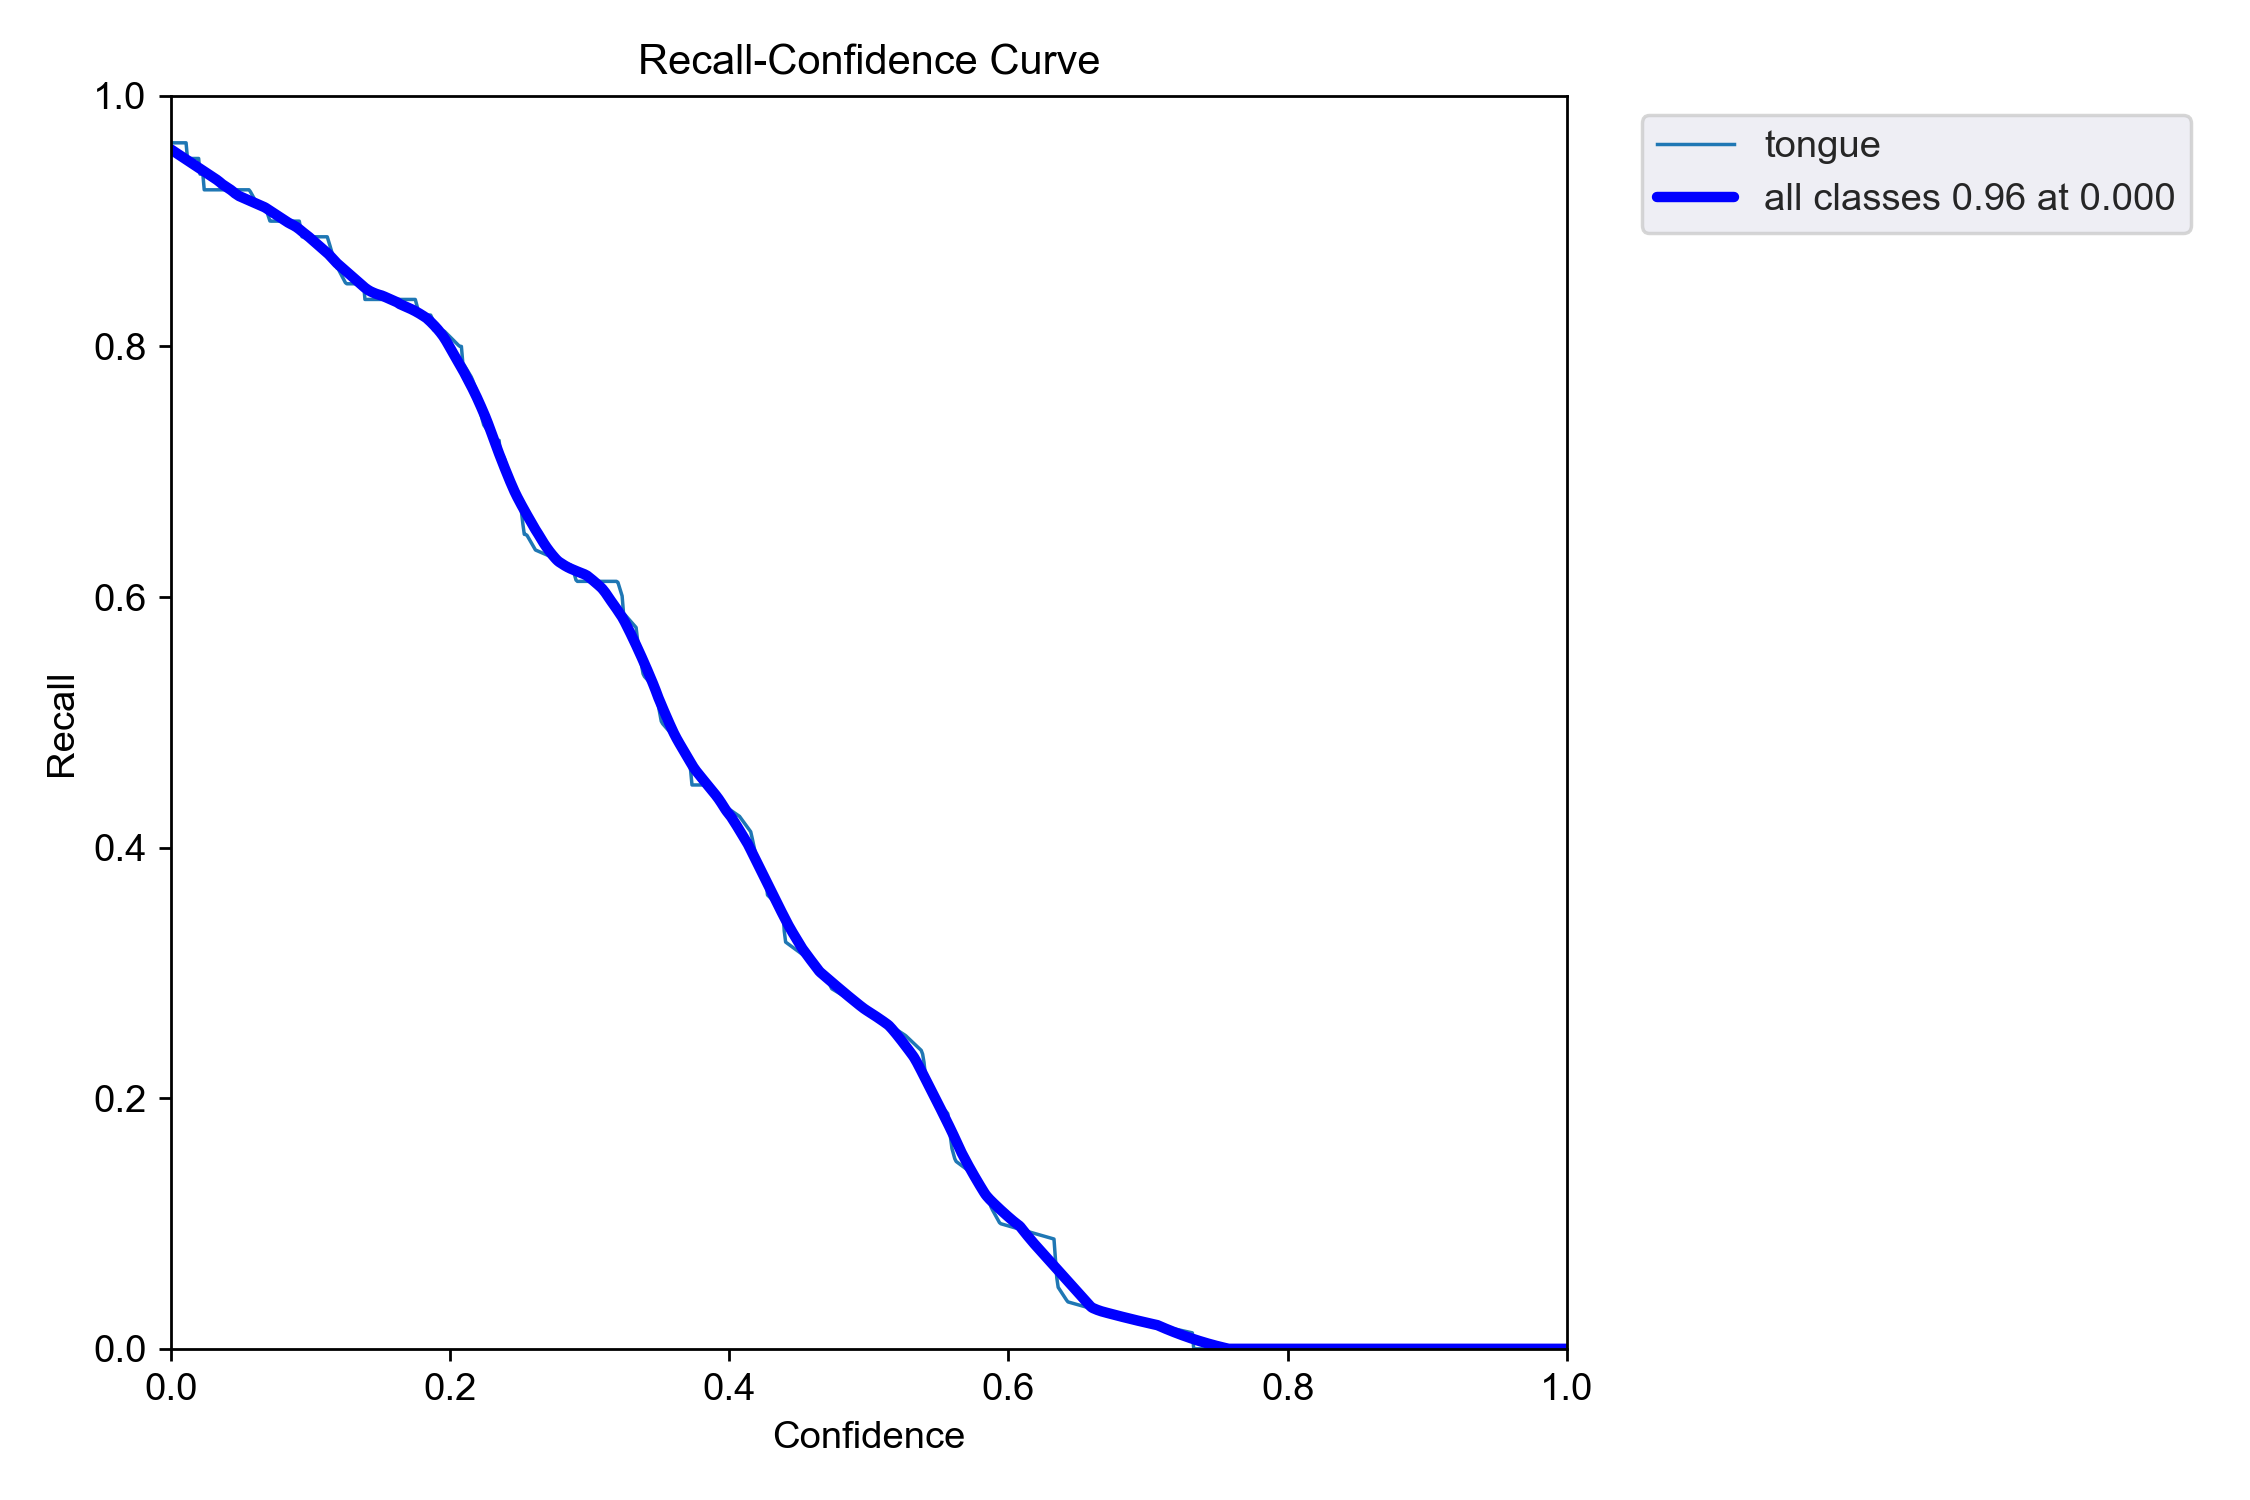 Recall-Confidence Curve
1.0
0.8
0.6
0.4
0.2
0.0
Recall
0.0 0.2 0.4 0.6 0.8 1.0
Confidence
tongue
all classes 0.96 at 0.000